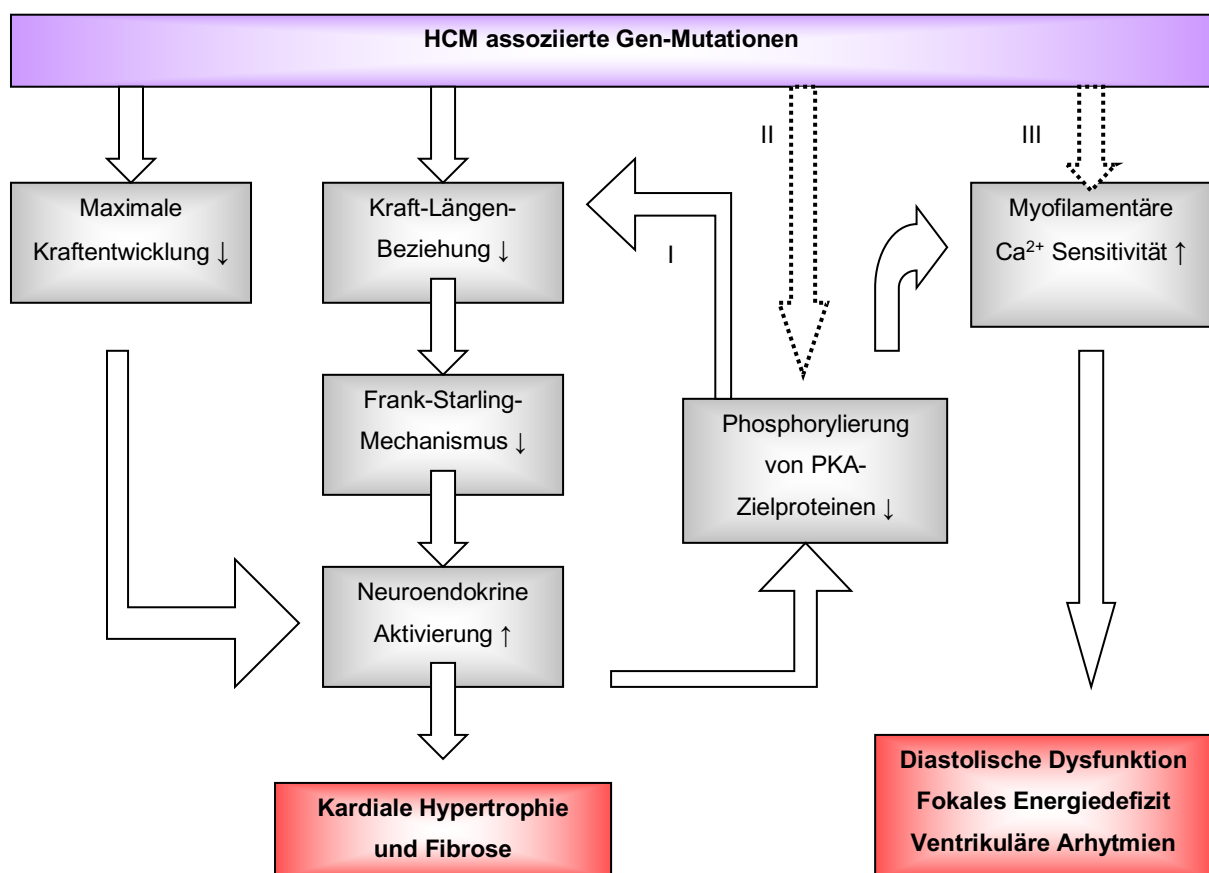 HCM assoziierte Gen-Mutationen
II
III
Maximale
Kraftentwicklung ↓
Kraft-Längen-
Beziehung ↓
I
Myofilamentäre
Ca²⁺ Sensitivität ↑
Frank-Starling-
Mechanismus ↓
Phosphorylierung
von PKA-
Zielproteinen ↓
Neuroendokrine
Aktivierung ↑
Kardiale Hypertrophie
und Fibrose
Diastolische Dysfunktion
Fokales Energiedefizit
Ventrikuläre Arhytmien